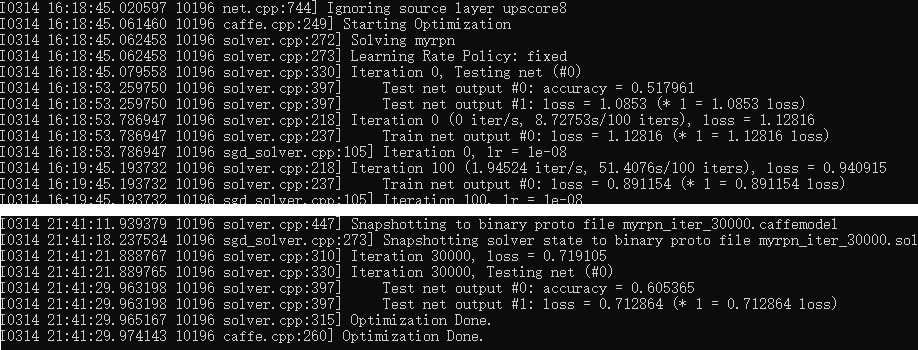 I0314 16:18:45.020597 10196 net.cpp:744] Ignoring source layer upscore8
I0314 16:18:45.061460 10196 caffe.cpp:249] Starting Optimization
I0314 16:18:45.062458 10196 solver.cpp:272] Solving myrpn
I0314 16:18:45.062458 10196 solver.cpp:273] Learning Rate Policy: fixed
I0314 16:18:45.079558 10196 solver.cpp:330] Iteration 0, Testing net (#0)
I0314 16:18:53.259750 10196 solver.cpp:397]     Test net output #0: accuracy = 0.517961
I0314 16:18:53.259750 10196 solver.cpp:397]     Test net output #1: loss = 1.0853 (* 1 = 1.0853 loss)
I0314 16:18:53.786947 10196 solver.cpp:218] Iteration 0 (0 iter/s, 8.72753s/100 iters), loss = 1.12816
I0314 16:18:53.786947 10196 solver.cpp:237]     Train net output #0: loss = 1.12816 (* 1 = 1.12816 loss)
I0314 16:18:53.786947 10196 sgd_solver.cpp:105] Iteration 0, lr = 1e-08
I0314 16:19:45.193732 10196 solver.cpp:218] Iteration 100 (1.94524 iter/s, 51.4076s/100 iters), loss = 0.940915
I0314 16:19:45.193732 10196 solver.cpp:237]     Train net output #0: loss = 0.891154 (* 1 = 0.891154 loss)
I0314 16:19:45.193732 10196 sgd_solver.cpp:105] Iteration 100, lr = 1e-08
I0314 21:41:11.939379 10196 solver.cpp:447] Snapshotting to binary proto file myrpn_iter_30000.caffemodel
I0314 21:41:18.237534 10196 sgd_solver.cpp:273] Snapshotting solver state to binary proto file myrpn_iter_30000.sol
I0314 21:41:21.888767 10196 solver.cpp:310] Iteration 30000, loss = 0.719105
I0314 21:41:21.889765 10196 solver.cpp:330] Iteration 30000, Testing net (#0)
I0314 21:41:29.963198 10196 solver.cpp:397]     Test net output #0: accuracy = 0.605365
I0314 21:41:29.963198 10196 solver.cpp:397]     Test net output #1: loss = 0.712864 (* 1 = 0.712864 loss)
I0314 21:41:29.965167 10196 solver.cpp:315] Optimization Done.
I0314 21:41:29.974143 10196 caffe.cpp:260] Optimization Done.